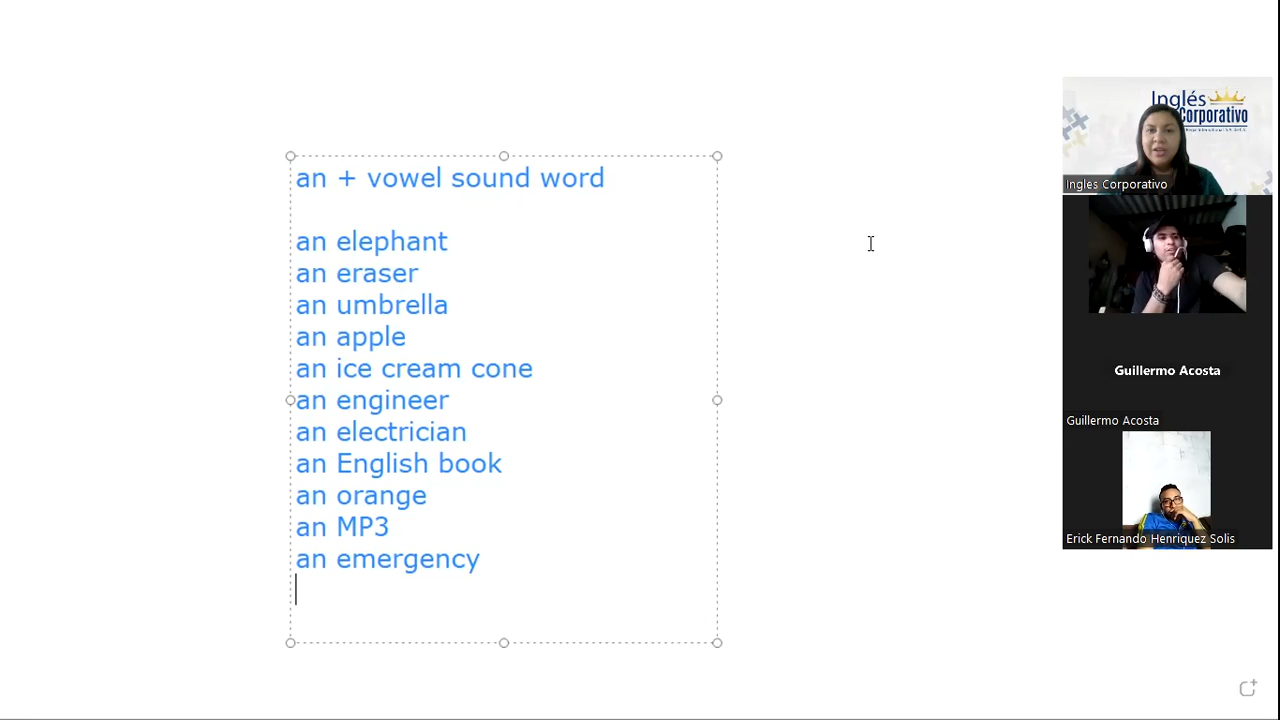 an + vowel sound word
an elephant
an eraser
an umbrella
an apple
an ice cream cone
an engineer
an electrician
an English book
an orange
an MP3
an emergency
Inglés
Corporativo
Ingles Corporativo
Guillermo Acosta
Guillermo Acosta
Erick Fernando Henriquez Solis